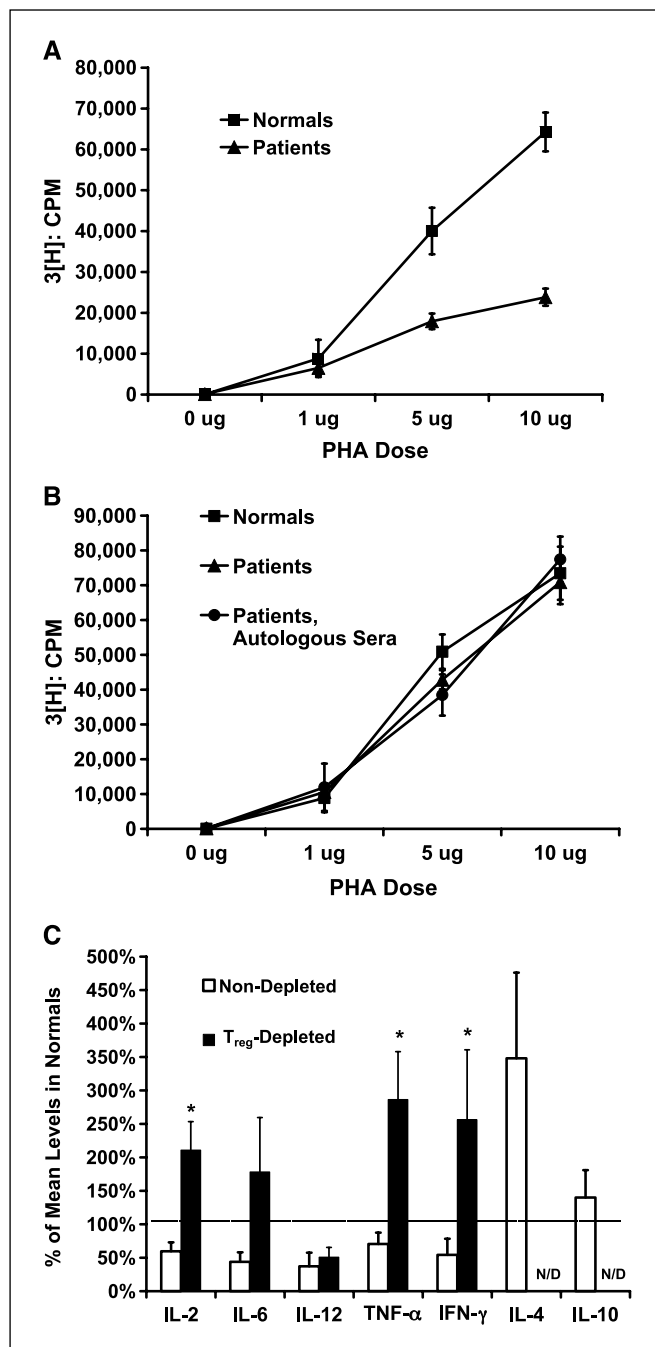 A
80,000
70,000
60,000
50,000
40,000
30,000
20,000
10,000
0
3[H]: CPM
Normals
Patients
0 ug 1 ug 5 ug 10 ug
PHA Dose
B
90,000
80,000
70,000
60,000
50,000
40,000
30,000
20,000
10,000
0
3[H]: CPM
Normals
Patients
Patients,
Autologous Sera
0 ug 1 ug 5 ug 10 ug
PHA Dose
C
500%
450%
400%
350%
300%
250%
200%
150%
100%
50%
0%
% of Mean Levels in Normals
Non-Depleted
Treg-Depleted
* * *
N/D N/D
IL-2 IL-6 IL-12 TNF-α IFN-γ IL-4 IL-10